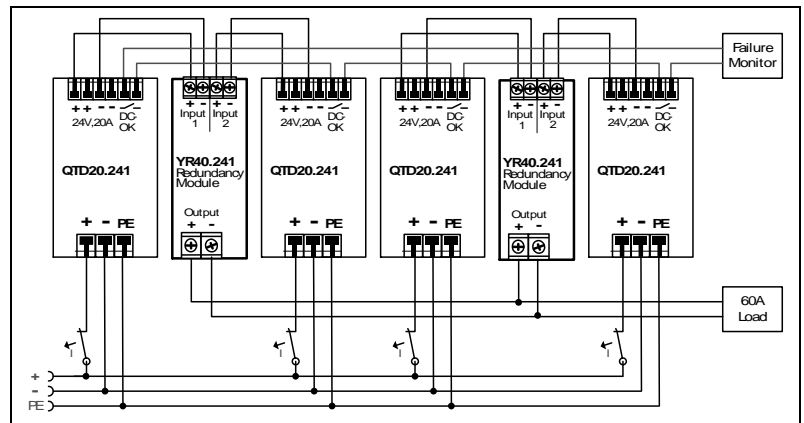 Failure
Monitor
+ + - -
24V,20A
DC-
OK
QTD20.241
+ - PE
+ - + -
Input
1
Input
2
YR40.241
Redundancy
Module
Output
+ -
+ + - -
24V,20A
DC-
OK
QTD20.241
+ - PE
+ + - -
24V,20A
DC-
OK
QTD20.241
+ - PE
+ - + -
Input
1
Input
2
YR40.241
Redundancy
Module
Output
+ -
+ + - -
24V,20A
DC-
OK
QTD20.241
+ - PE
60A
Load
I
I
I
I
+
-
PE